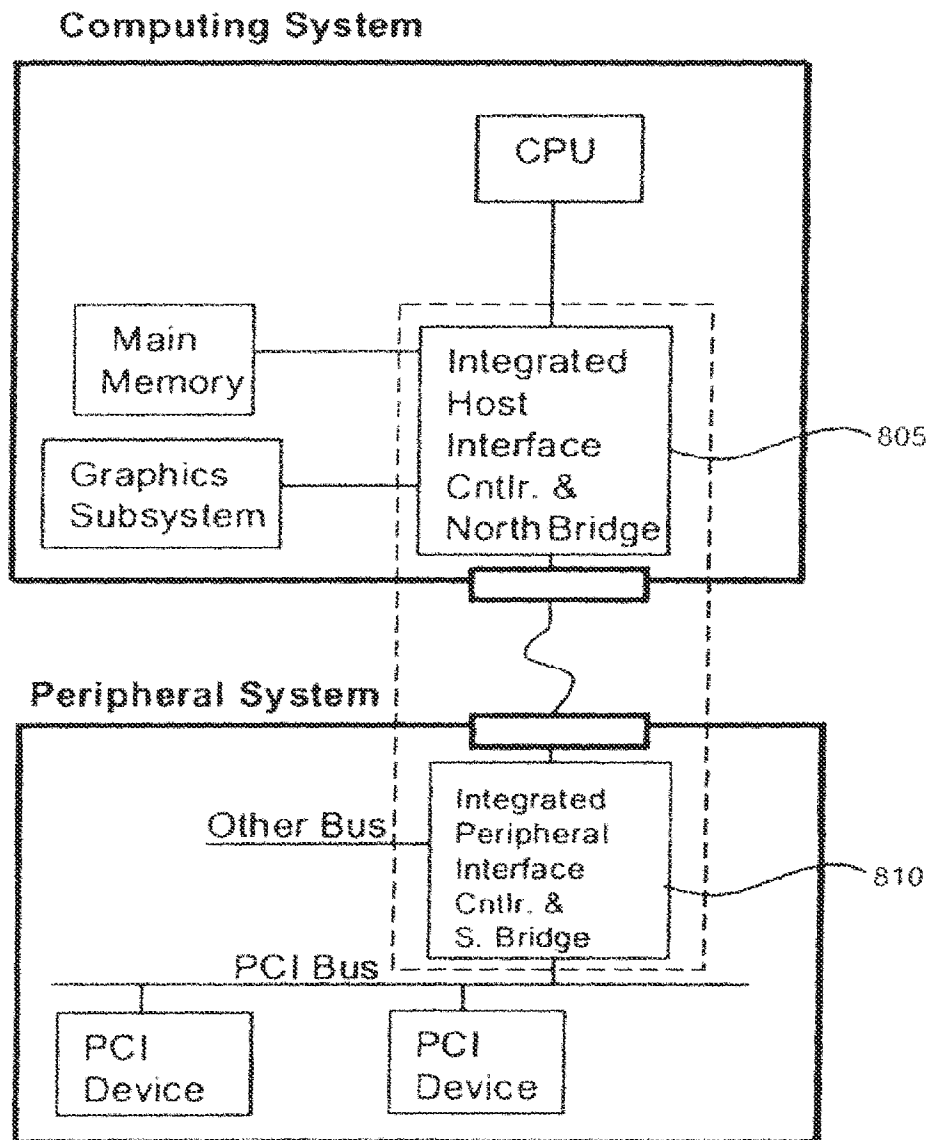 Computing System
CPU
Main
Memory
Graphics
Subsystem
Integrated
Host
Interface
Cntlr. &
North Bridge
805
Peripheral System
Integrated
Peripheral
Interface
Cntlr. &
S. Bridge
810
Other Bus
PCI Bus
PCI
Device
PCI
Device